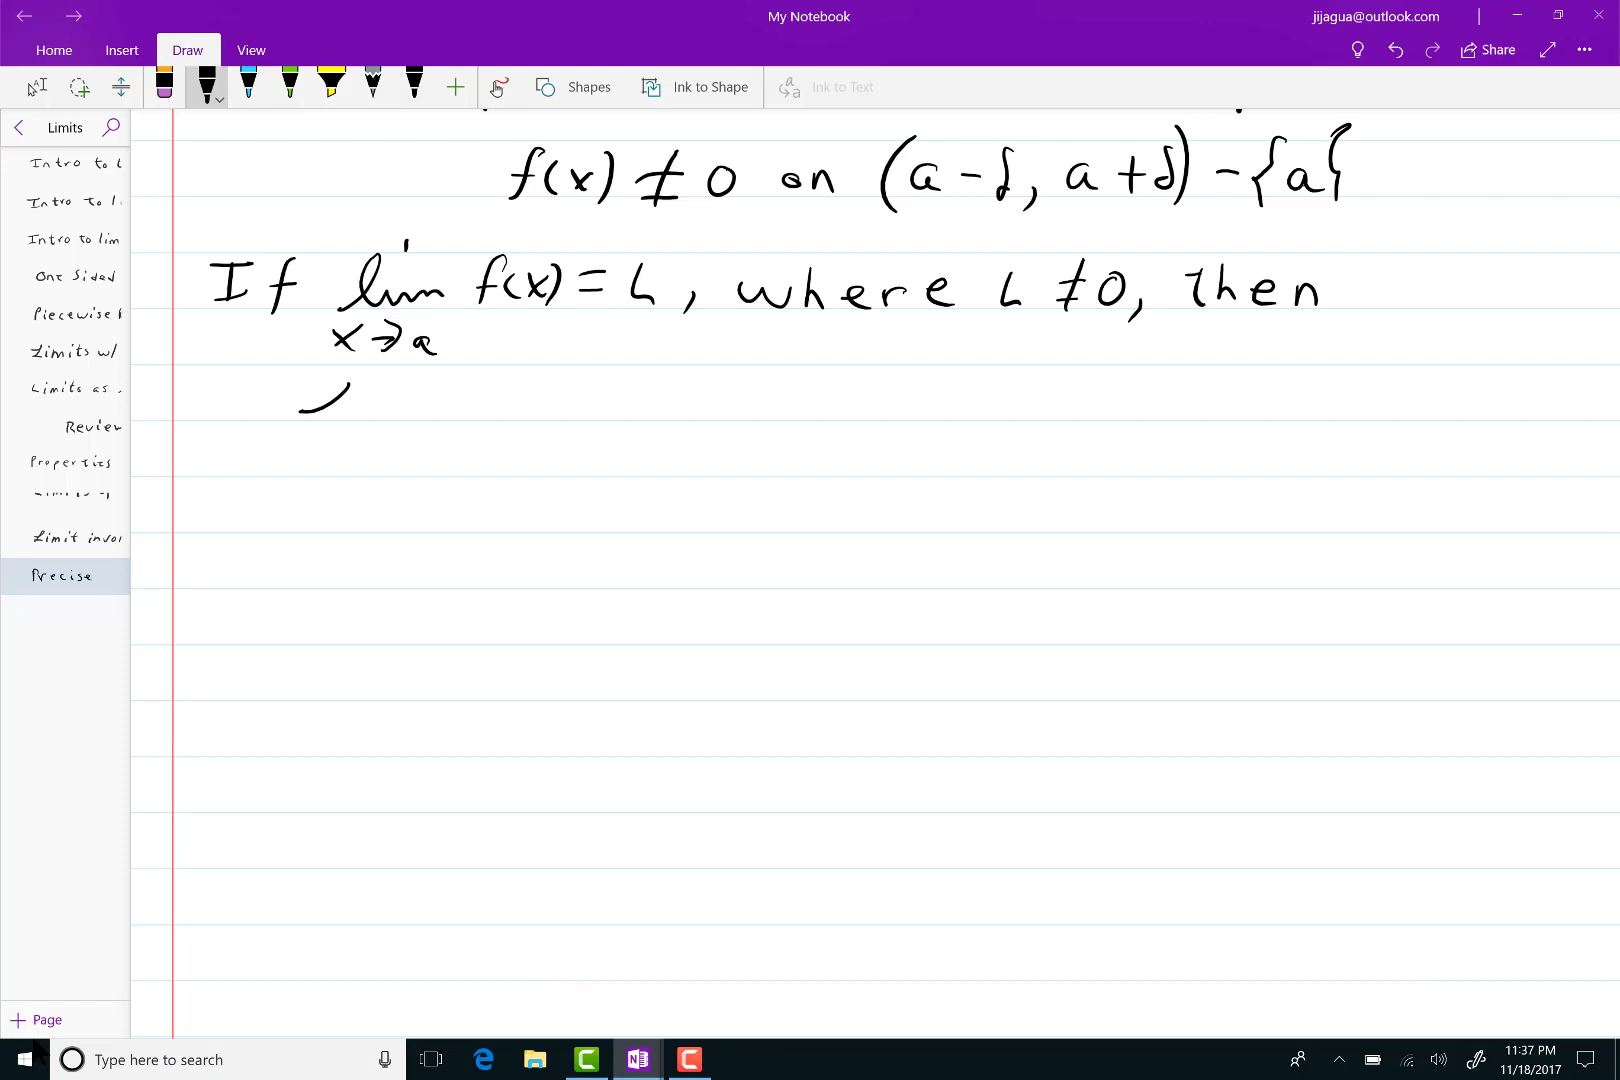 My Notebook
jijagua@outlook.com
Home Insert Draw View
Share
Shapes
Ink to Shape
Ink to Text
Limits
Intro to L
Intro to l
Intro to lim
One Sided
Piecewise
Limits w/
Limits as
Review
Properties
Limit invol
Precise
f(x) ≠ 0 on (a - δ, a + δ) - {a}
If lim f(x) = L, where L ≠ 0, then
x → a
+ Page
Type here to search
11:37 PM
11/18/2017